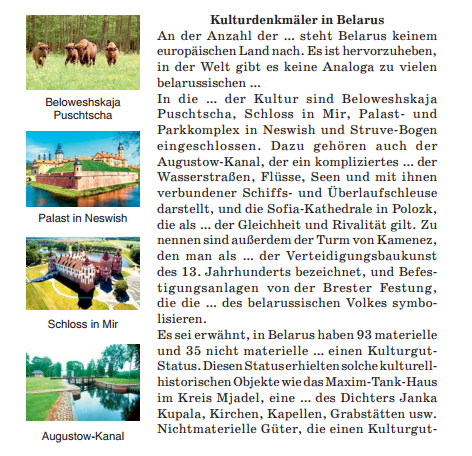 Kulturdenkmäler in Belarus
An der Anzahl der ... steht Belarus keinem
europäischen Land nach. Es ist hervorzuheben,
in der Welt gibt es keine Analoga zu vielen
belarussischen ...
In die ... der Kultur sind Beloweshskaja
Puschtscha, Schloss in Mir, Palast- und
Parkkomplex in Neswish und Struve-Bogen
eingeschlossen. Dazu gehören auch der
Augustow-Kanal, der ein kompliziertes ... der
Wasserstraßen, Flüsse, Seen und mit ihnen
verbundener Schiffs- und Überlaufschleuse
darstellt, und die Sofia-Kathedrale in Polozk,
die als ... der Gleichheit und Rivalität gilt. Zu
nennen sind außerdem der Turm von Kamenez,
den man als ... der Verteidigungsbaukunst
des 13. Jahrhunderts bezeichnet, und Befes-
tigungsanlagen von der Brester Festung,
die die ... des belarussischen Volkes symbo-
lisieren.
Es sei erwähnt, in Belarus haben 93 materielle
und 35 nicht materielle ... einen Kulturgut-
Status. Diesen Status erhielten solche kulturell-
historischen Objekte wie das Maxim-Tank-Haus
im Kreis Mjadel, eine ... des Dichters Janka
Kupala, Kirchen, Kapellen, Grabstätten usw.
Nichtmaterielle Güter, die einen Kulturgut-
Beloweshskaja
Puschtscha
Palast in Neswish
Schloss in Mir
Augustow-Kanal